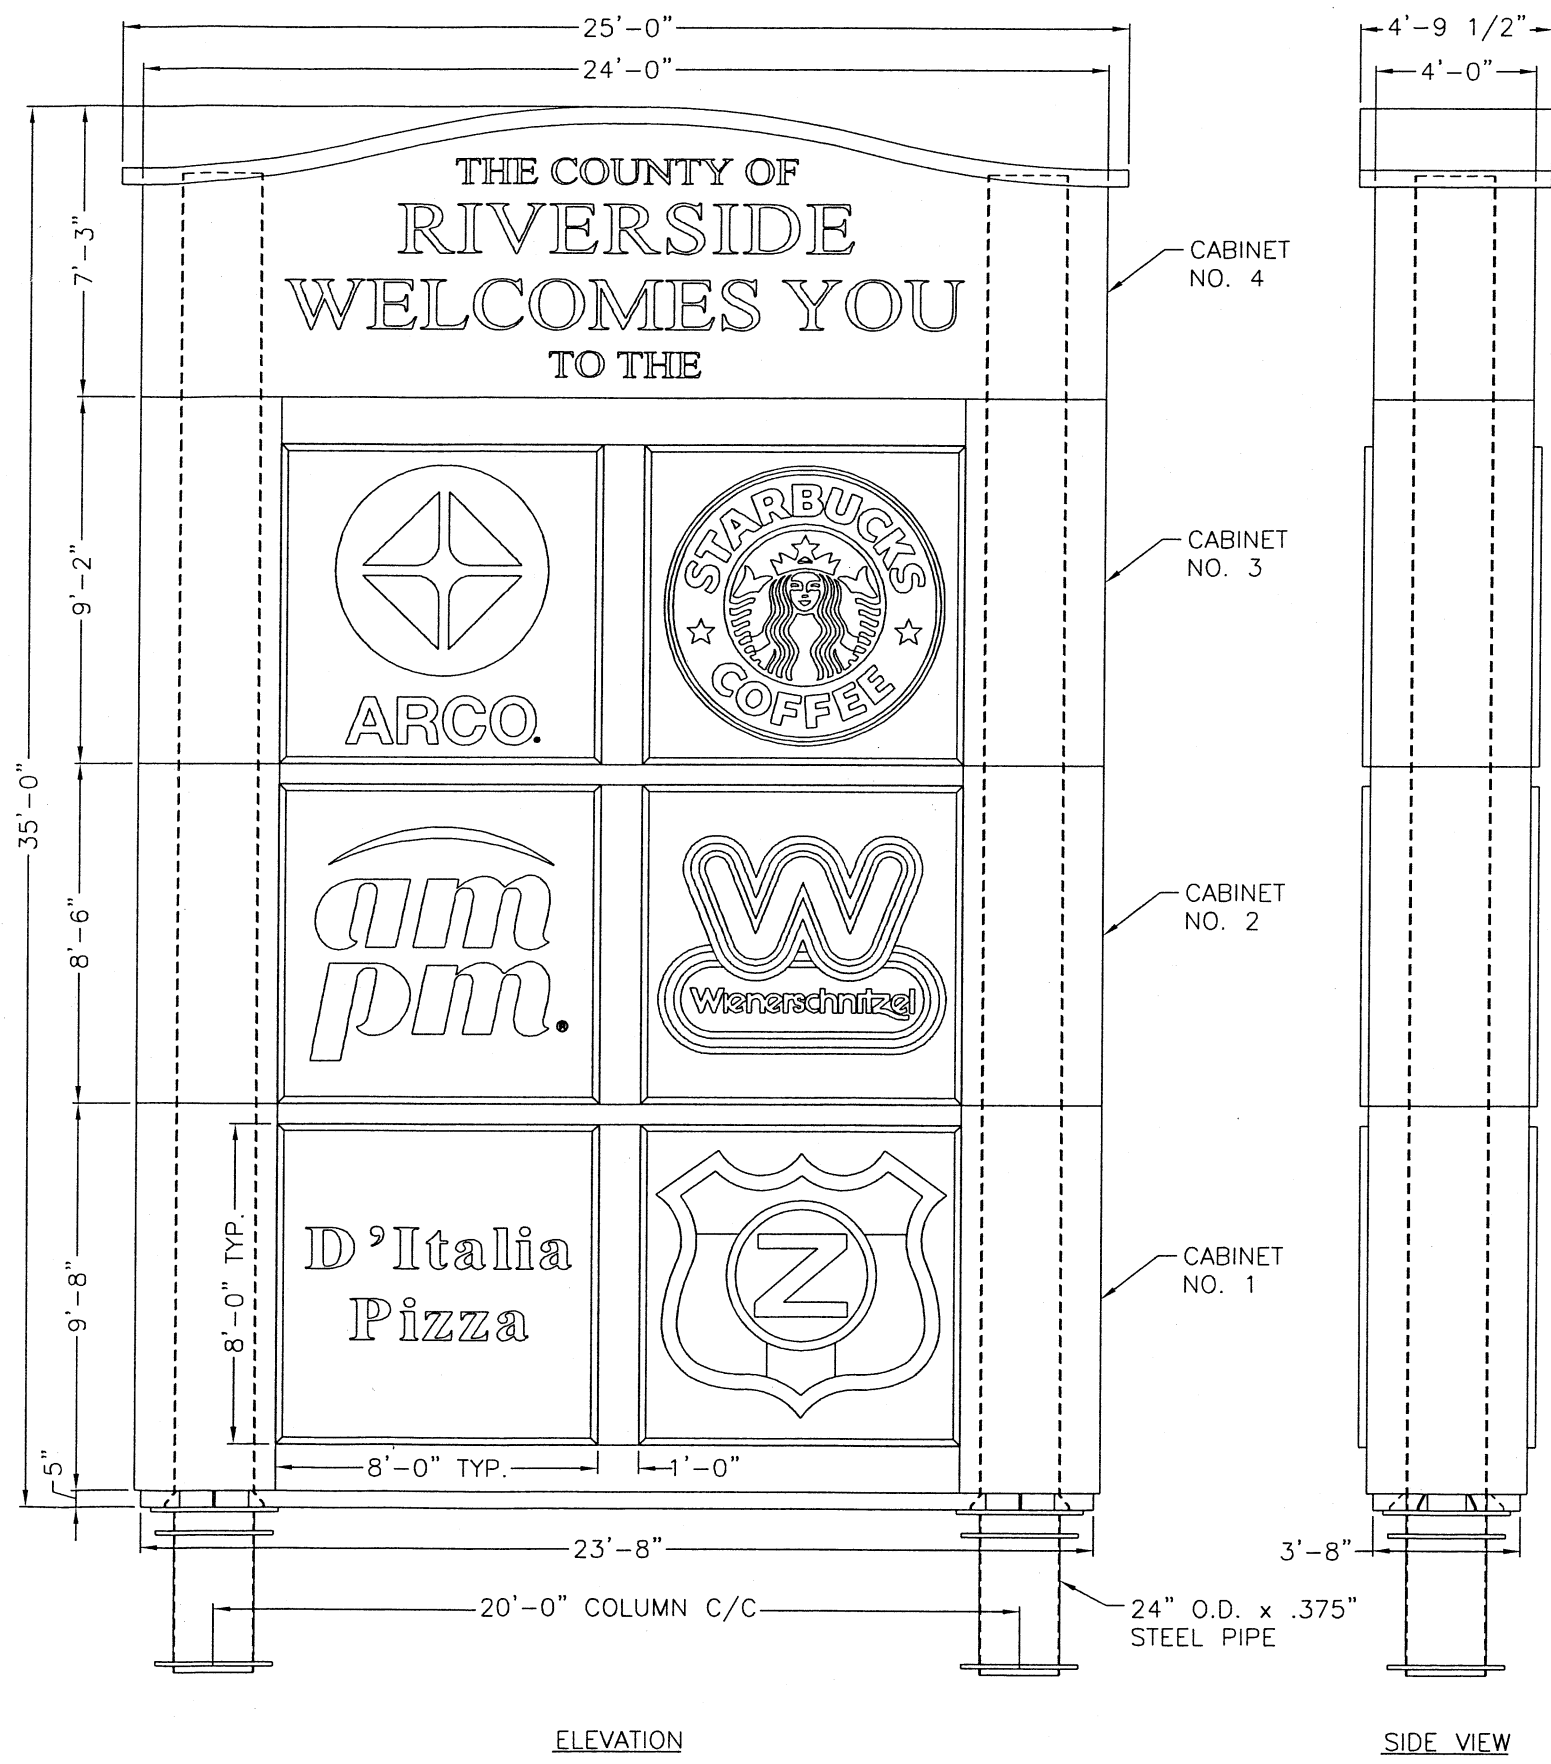 25'-0"
4'-9 1/2"
24'-0"
4'-0"
THE COUNTY OF
RIVERSIDE
WELCOMES YOU
TO THE
7'-3"
CABINET
NO. 4
STARBUCKS
COFFEE
ARCO.
9'-2"
CABINET
NO. 3
35'-0"
am
pm.®
W
Wienerschnitzel
8'-6"
CABINET
NO. 2
D'Italia
Pizza
Z
9'-8"
8'-0" TYP.
CABINET
NO. 1
8'-0" TYP.
1'-0"
5"
23'-8"
3'-8"
20'-0" COLUMN C/C
24" O.D. x .375"
STEEL PIPE
ELEVATION
SIDE VIEW